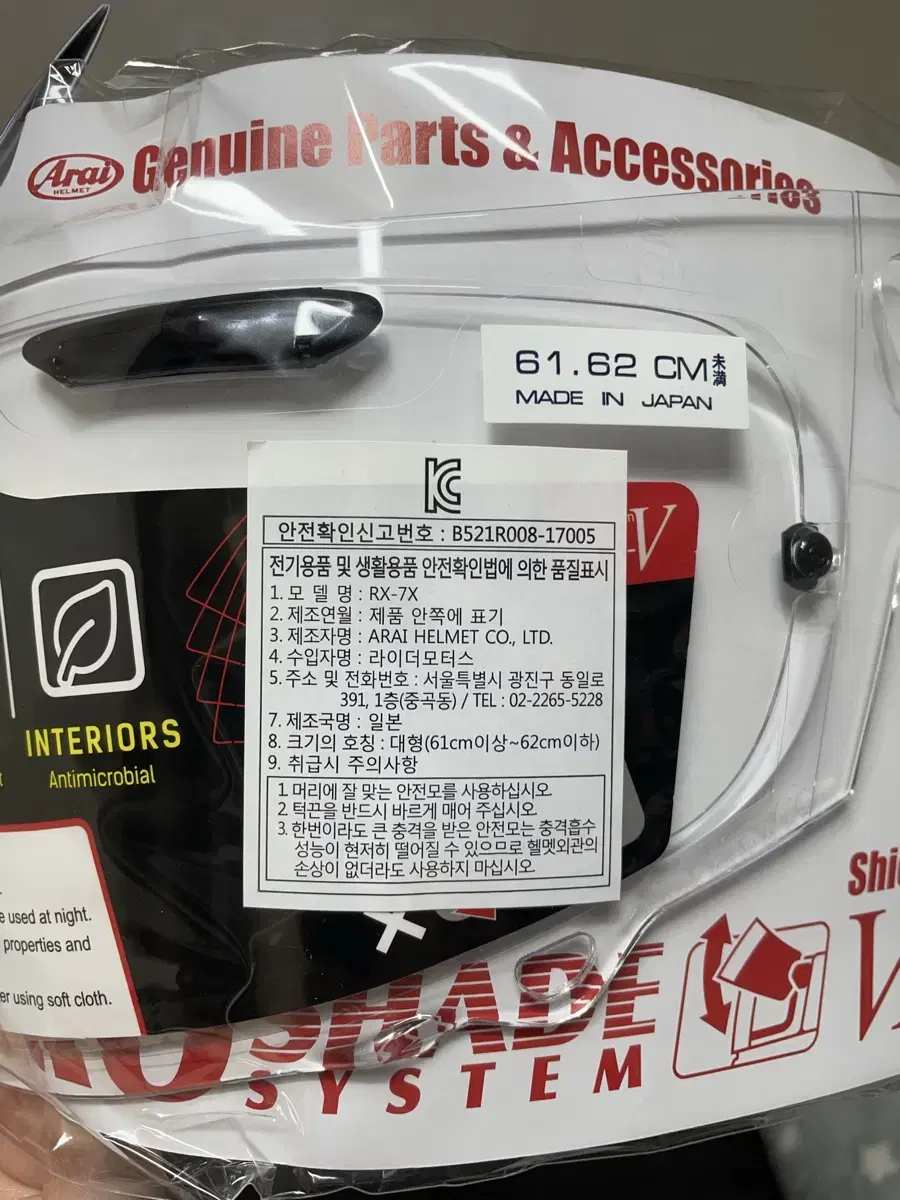 Arai
HELMET
Genuine Parts & Accessories
61.62 CM未満
MADE IN JAPAN
안전확인신고번호 : B521R008-17005
전기용품 및 생활용품 안전확인법에 의한 품질표시
1. 모 델 명 : RX-7X
2. 제조연월 : 제품 안쪽에 표기
3. 제조자명 : ARAI HELMET CO., LTD.
4. 수입자명 : 라이더모터스
5. 주소 및 전화번호 : 서울특별시 광진구 동일로
391, 1층(중곡동) / TEL : 02-2265-5228
7. 제조국명 : 일본
8. 크기의 호칭 : 대형(61cm이상~62cm이하)
9. 취급시 주의사항
1. 머리에 잘 맞는 안전모를 사용하십시오.
2. 턱끈을 반드시 바르게 매어 주십시오.
3. 한번이라도 큰 충격을 받은 안전모는 충격흡수
성능이 현저히 떨어질 수 있으므로 헬멧외관의
손상이 없더라도 사용하지 마십시오.
V
INTERIORS
Antimicrobial
used at night.
properties and
using soft cloth.
SHADE
SYSTEM
V